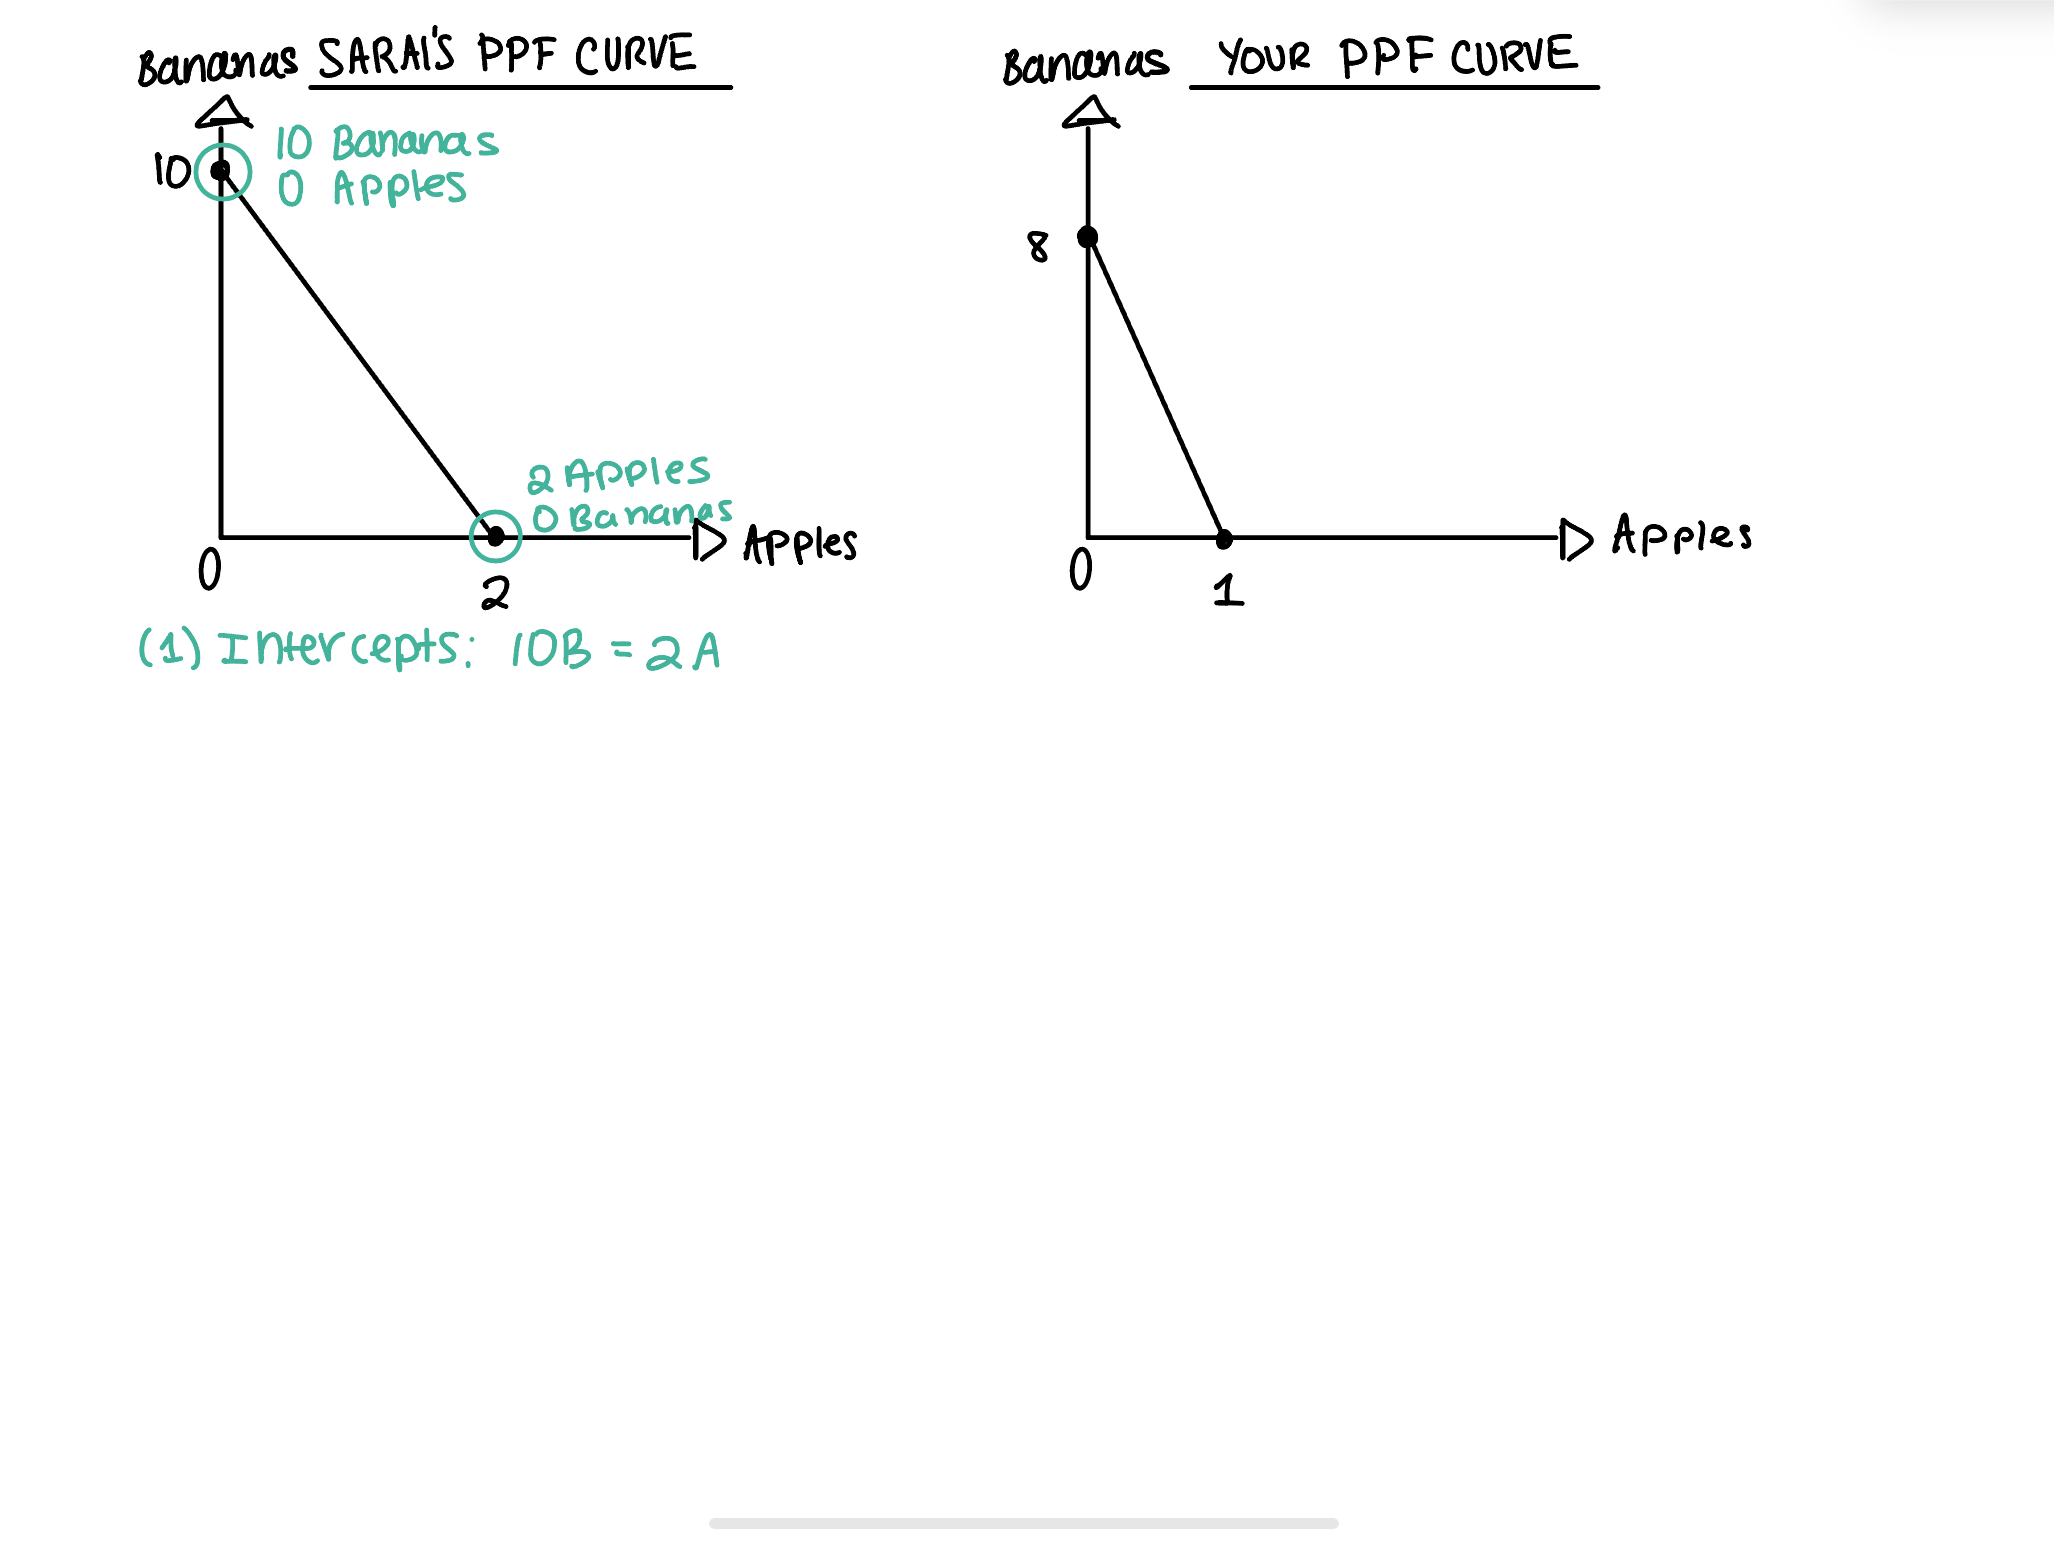 Bananas SARAI'S PPF CURVE
10
10 Bananas
0 Apples
2 Apples
0 Bananas
Apples
0
2
(1) Intercepts: 10B = 2A
Bananas YOUR PPF CURVE
8
Apples
0
1